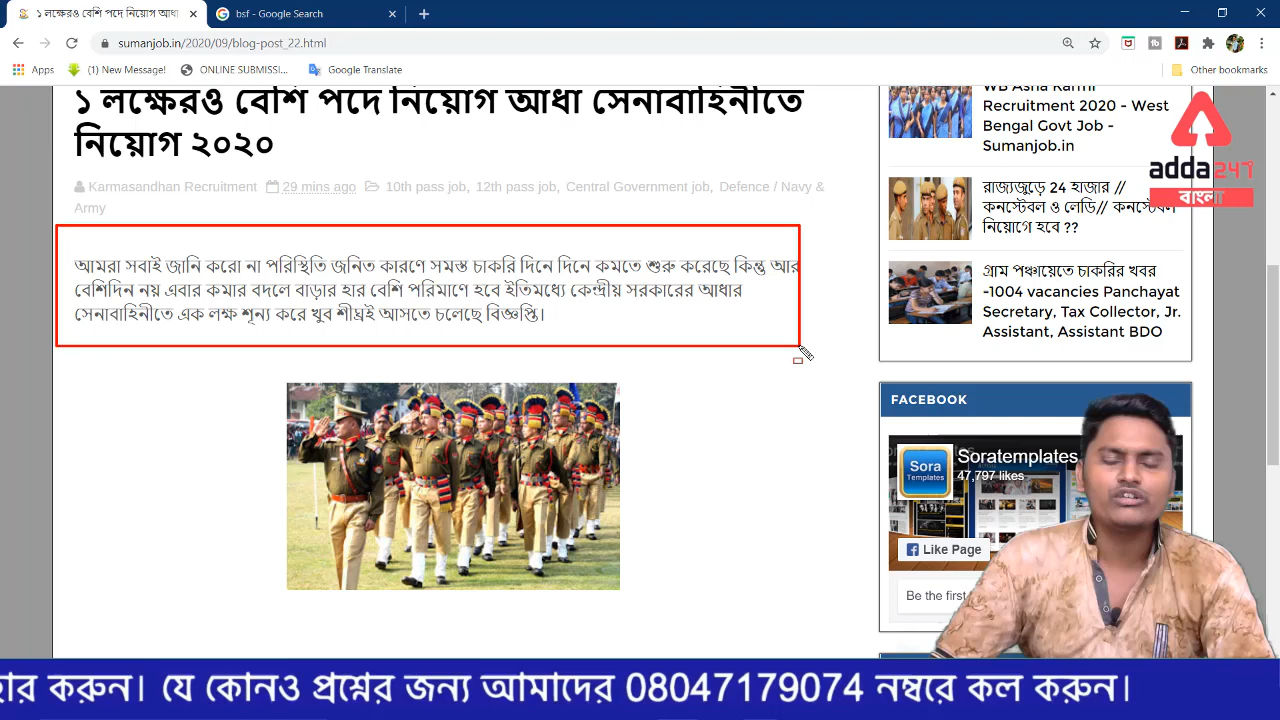 ১ লক্ষেরও বেশি পদে নিয়োগ আধা
bsf - Google Search
sumanjob.in/2020/09/blog-post_22.html
Apps
(1) New Message!
ONLINE SUBMISSI...
Google Translate
Other bookmarks
১ লক্ষেরও বেশি পদে নিয়োগ আধা সেনাবাহিনীতে
নিয়োগ ২০২০
Karmasandhan Recruitment 29 mins ago 10th pass job, 12th pass job, Central Government job, Defence / Navy &
Army
আমরা সবাই জানি করো না পরিস্থিতি জনিত কারণে সমস্ত চাকরি দিনে দিনে কমতে শুরু করেছে কিন্তু আর
বেশিদিন নয় এবার কমার বদলে বাড়ার হার বেশি পরিমাণে হবে ইতিমধ্যে কেন্দ্রীয় সরকারের আধার
সেনাবাহিনীতে এক লক্ষ শূন্য করে খুব শীঘ্রই আসতে চলেছে বিজ্ঞপ্তি।
WB Asha Karmi
Recruitment 2020 - West
Bengal Govt Job -
Sumanjob.in
রাজ্যজুড়ে 24 হাজার //
কনস্টেবল ও লেডি// কনস্টেবল
নিয়োগে হবে ??
গ্রাম পঞ্চায়েতে চাকরির খবর
-1004 vacancies Panchayat
Secretary, Tax Collector, Jr.
Assistant, Assistant BDO
adda 247
বাংলা
FACEBOOK
Sora
Templates
Soratemplates
47,797 likes
Like Page
Be the first
হার করুন। যে কোনও প্রশ্নের জন্য আমাদের 08047179074 নম্বরে কল করুন।